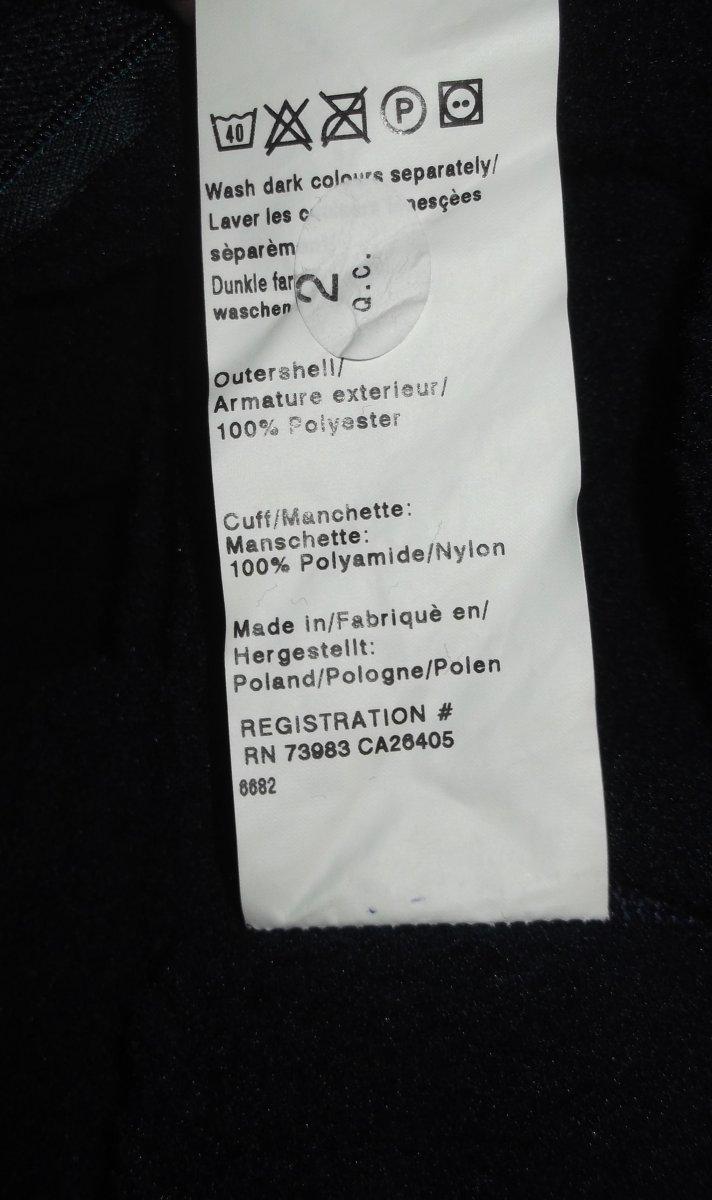 40 P
Wash dark colours separately/
Laver les
sèparèm
Dunkle far
waschen
2 Q.C.
Outershell/
Armature exterieur/
100% Polyester
Cuff/Manchette:
Manschette:
100% Polyamide/Nylon
Made in/Fabriquè en/
Hergestellt:
Poland/Pologne/Polen
REGISTRATION #
RN 73983 CA26405
6682